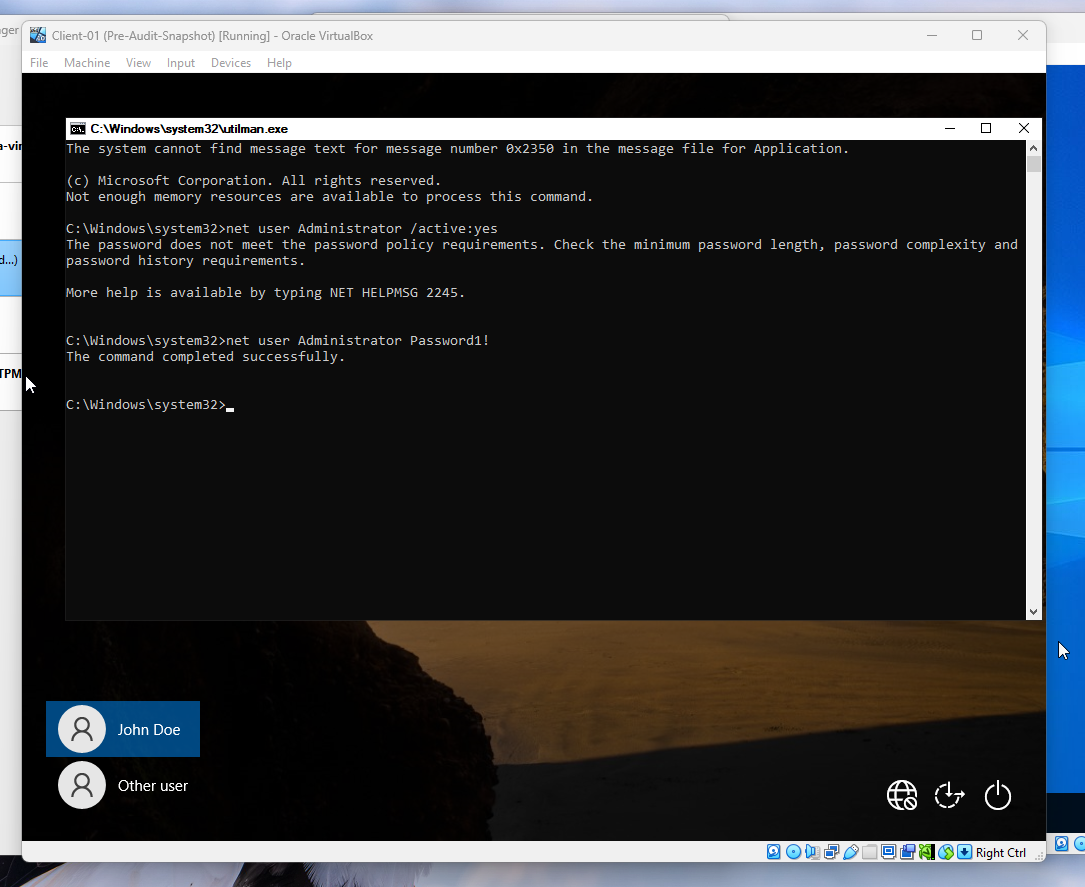 ger
Client-01 (Pre-Audit-Snapshot) [Running] - Oracle VirtualBox
File Machine View Input Devices Help
C:\Windows\system32\utilman.exe
The system cannot find message text for message number 0x2350 in the message file for Application.
(c) Microsoft Corporation. All rights reserved.
Not enough memory resources are available to process this command.
C:\Windows\system32>net user Administrator /active:yes
The password does not meet the password policy requirements. Check the minimum password length, password complexity and
password history requirements.
More help is available by typing NET HELPMSG 2245.
C:\Windows\system32>net user Administrator Password1!
The command completed successfully.
C:\Windows\system32>
a-vir
d...)
TPM
John Doe
Other user
Right Ctrl